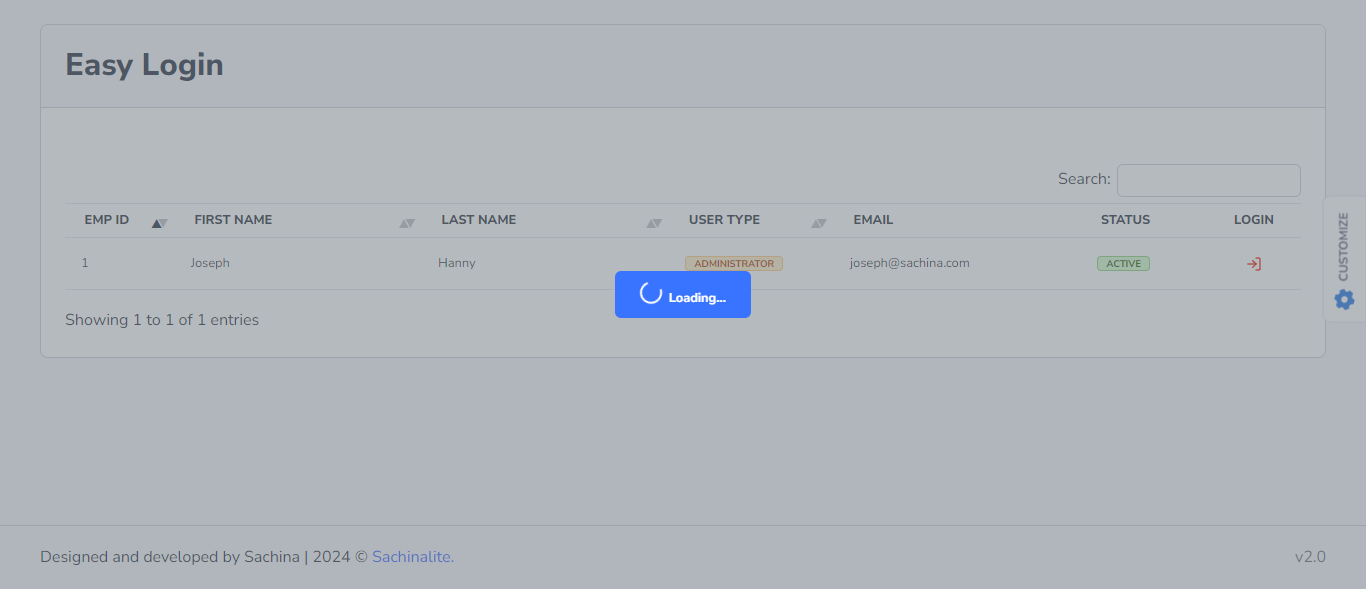 Easy Login
Search:
EMP ID FIRST NAME LAST NAME USER TYPE EMAIL STATUS LOGIN
1 Joseph Hanny ADMINISTRATOR joseph@sachina.com ACTIVE
Loading...
Showing 1 to 1 of 1 entries
CUSTOMIZE
Designed and developed by Sachina | 2024 © Sachinalite.
v2.0